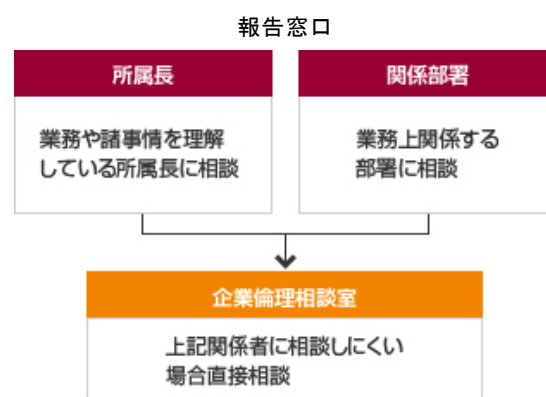 報告窓口
所属長
業務や諸事情を理解
している所属長に相談
関係部署
業務上関係する
部署に相談
企業倫理相談室
上記関係者に相談しにくい
場合直接相談